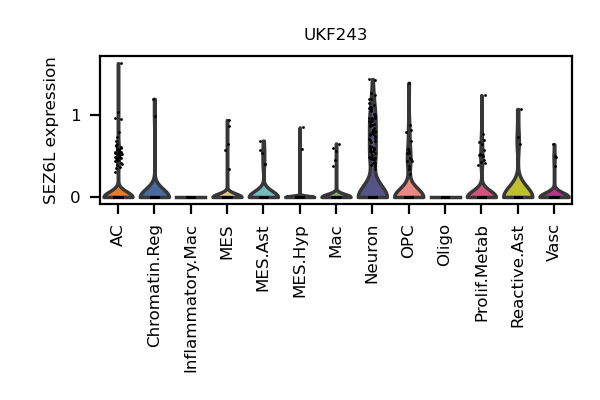 UKF243
SEZ6L expression
1
0
AC
Chromatin.Reg
Inflammatory.Mac
MES
MES.Ast
MES.Hyp
Mac
Neuron
OPC
Oligo
Prolif.Metab
Reactive.Ast
Vasc